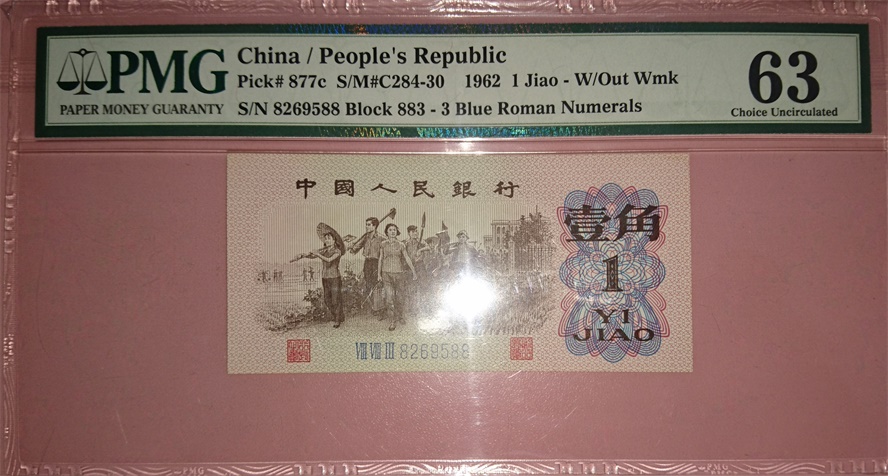 PMG
PAPER MONEY GUARANTY
China / People's Republic
Pick# 877c S/M#C284-30 1962 1 Jiao - W/Out Wmk
S/N 8269588 Block 883 - 3 Blue Roman Numerals
63
Choice Uncirculated
中國人民銀行
壹角
1
YI
JIAO
VIII VIII III 8269588